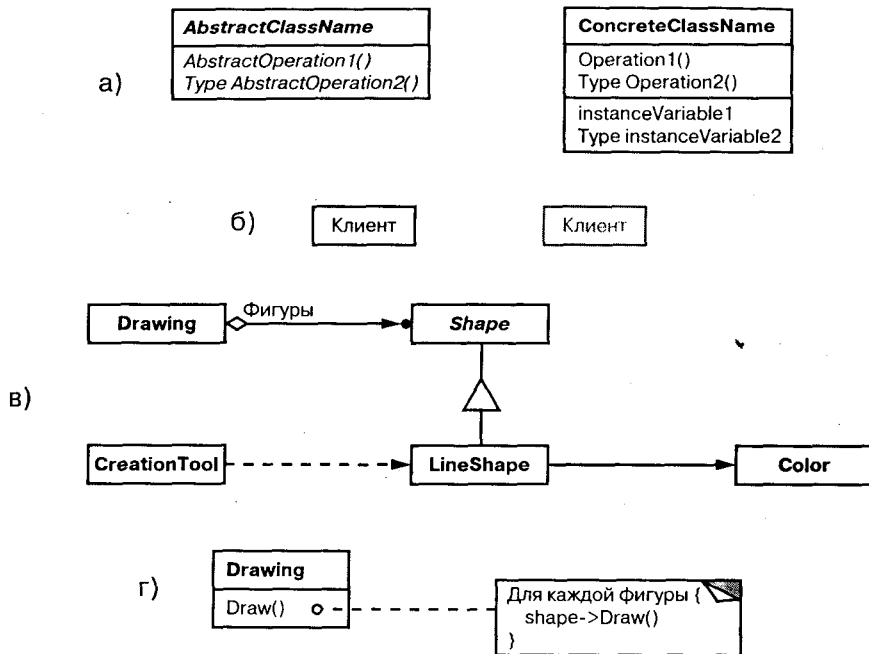 а)
AbstractClassName
AbstractOperation1()
Type AbstractOperation2()
ConcreteClassName
Operation1()
Type Operation2()
instanceVariable1
Type instanceVariable2
б)
Клиент
Клиент
в)
Drawing
Фигуры
Shape
CreationTool
LineShape
Color
г)
Drawing
Draw()
Для каждой фигуры {
shape->Draw()
}